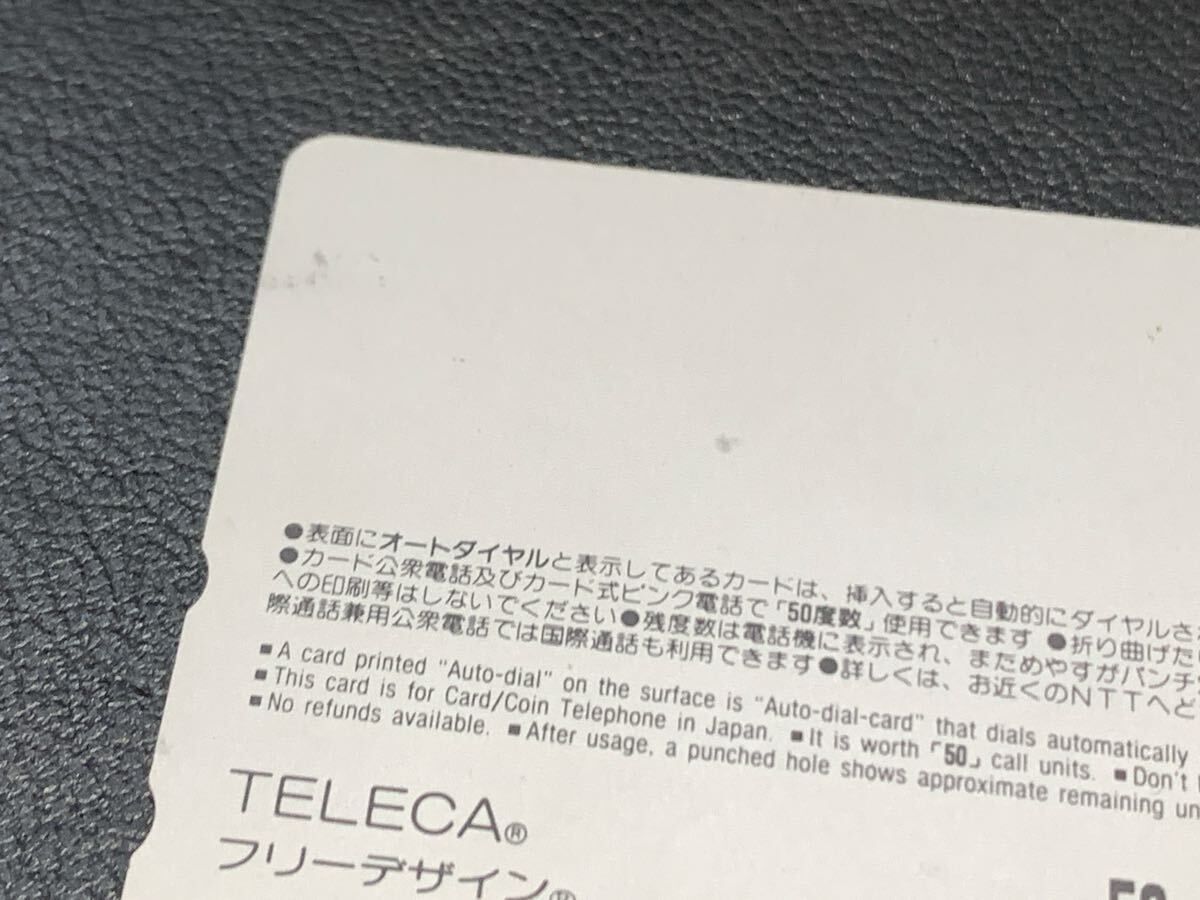 ●表面にオートダイヤルと表示してあるカードは、挿入すると自動的にダイヤルさ
●カード公衆電話及びカード式ピンク電話で「50度数」使用できます ●折り曲げた
への印刷等はしないでください●残度数は電話機に表示され、まためやすがパンチ
際通話兼用公衆電話では国際通話も利用できます●詳しくは、お近くのNTTへど
■A card printed "Auto-dial" on the surface is "Auto-dial-card" that dials automatically
■This card is for Card/Coin Telephone in Japan. ■It is worth「50」call units. ■Don't
■No refunds available. ■After usage, a punched hole shows approximate remaining un
TELECA®
フリーデザイン®